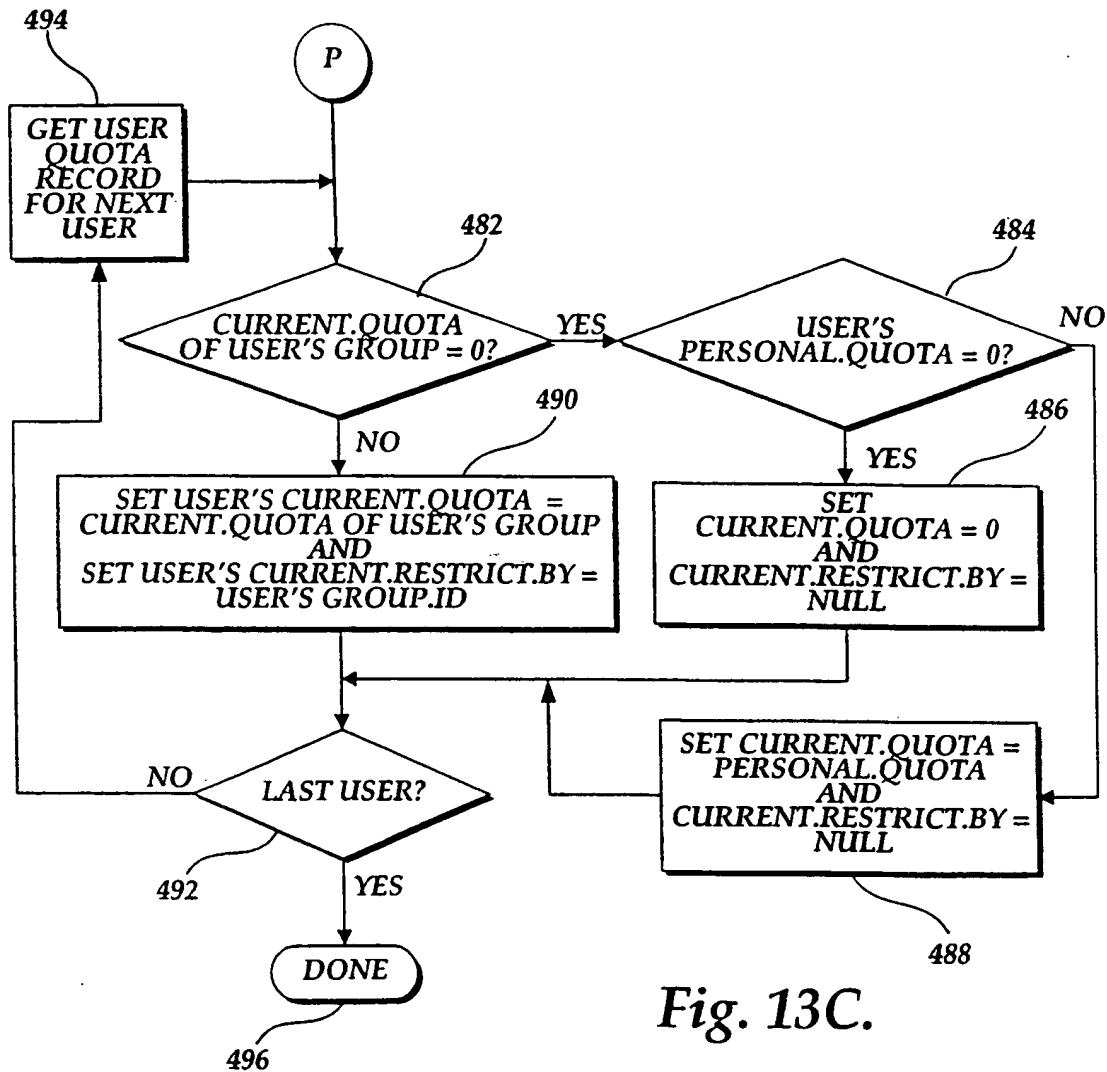 494
P
GET USER
QUOTA
RECORD
FOR NEXT
USER
482
484
CURRENT.QUOTA
OF USER'S GROUP = 0?
YES
USER'S
PERSONAL.QUOTA = 0?
NO
490
486
NO
YES
SET USER'S CURRENT.QUOTA =
CURRENT.QUOTA OF USER'S GROUP
AND
SET USER'S CURRENT.RESTRICT.BY =
USER'S GROUP.ID
SET
CURRENT.QUOTA = 0
AND
CURRENT.RESTRICT.BY =
NULL
SET CURRENT.QUOTA =
PERSONAL.QUOTA
AND
CURRENT.RESTRICT.BY =
NULL
NO
LAST USER?
492
YES
488
DONE
496
Fig. 13C.